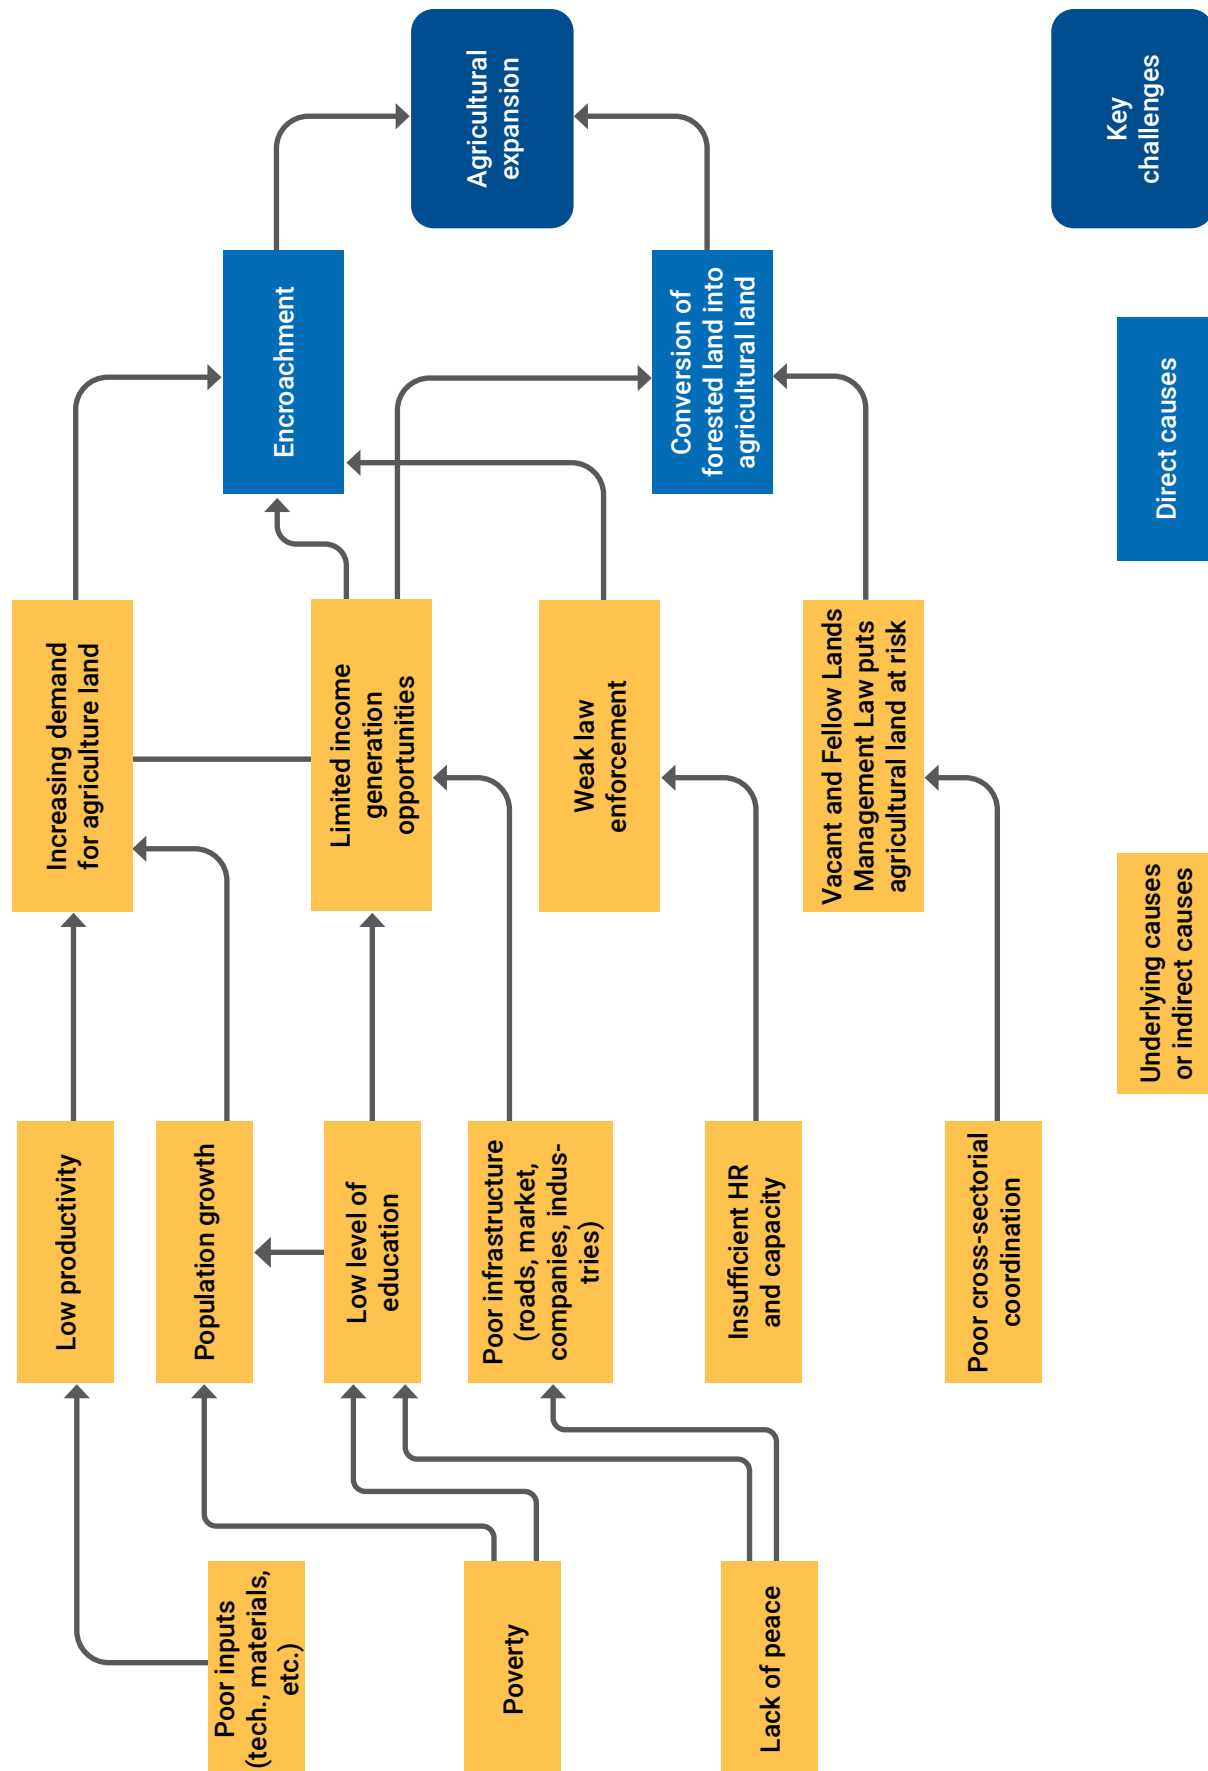 Agricultural
expansion
Key
challenges
Encroachment
Conversion of
forested land into
agricultural land
Direct causes
Increasing demand
for agriculture land
Limited income
generation
opportunities
Weak law
enforcement
Vacant and Fellow Lands
Management Law puts
agricultural land at risk
Underlying causes
or indirect causes
Low productivity
Population growth
Low level of
education
Poor infrastructure
(roads, market,
companies, indus-
tries)
Insufficient HR
and capacity
Poor cross-sectorial
coordination
Poor inputs
(tech., materials,
etc.)
Poverty
Lack of peace